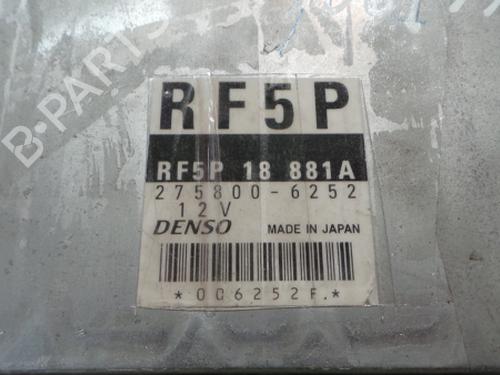 RF5P
RF5P 18 881A
275800-6252
12V
DENSO MADE IN JAPAN
*006252F.*
B-PARTS